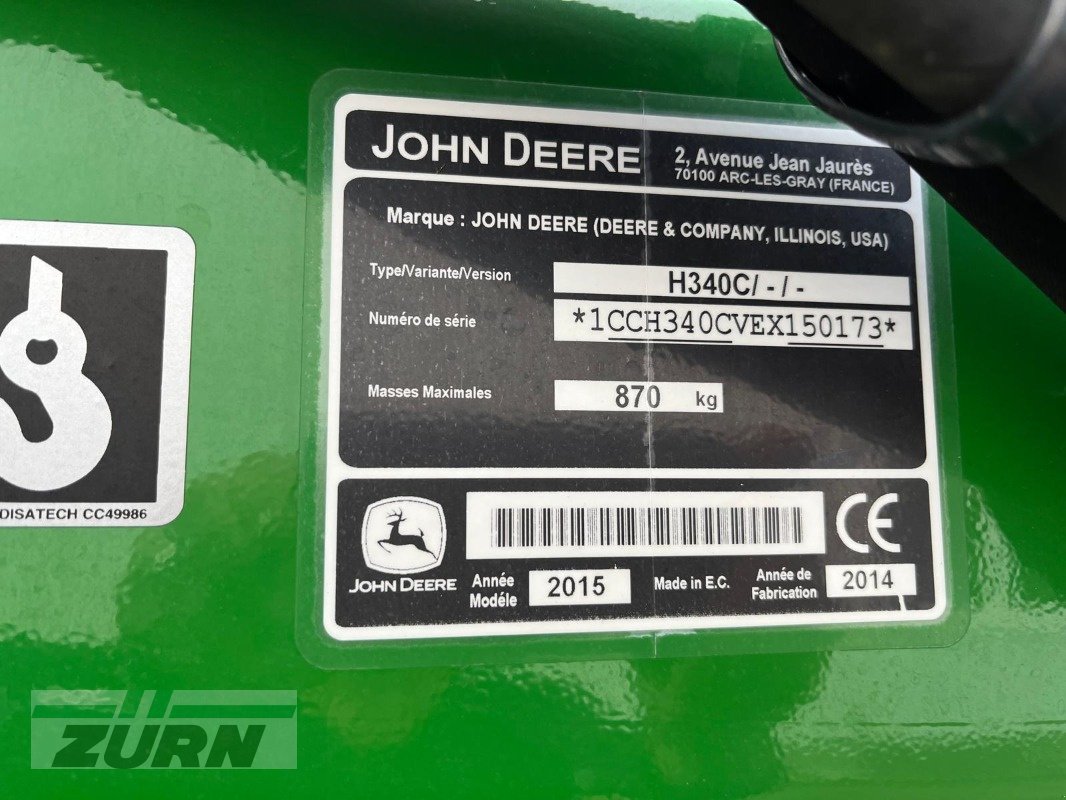 JOHN DEERE
2, Avenue Jean Jaurès
70100 ARC-LES-GRAY (FRANCE)
Marque : JOHN DEERE (DEERE & COMPANY, ILLINOIS, USA)
Type/Variante/Version H340C/ - / -
Numéro de série *1CCH340CVEX150173*
Masses Maximales 870 kg
JOHN DEERE
Année
Modéle 2015
Made in E.C.
Année de
Fabrication 2014
CE
DISATECH CC49986
ZÜRN